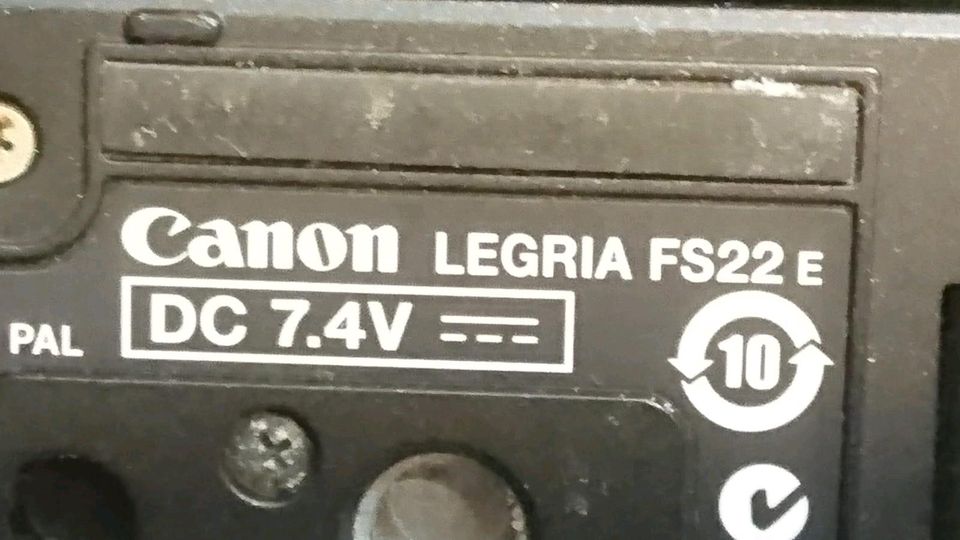 Canon LEGRIA FS22 E
PAL DC 7.4V
10